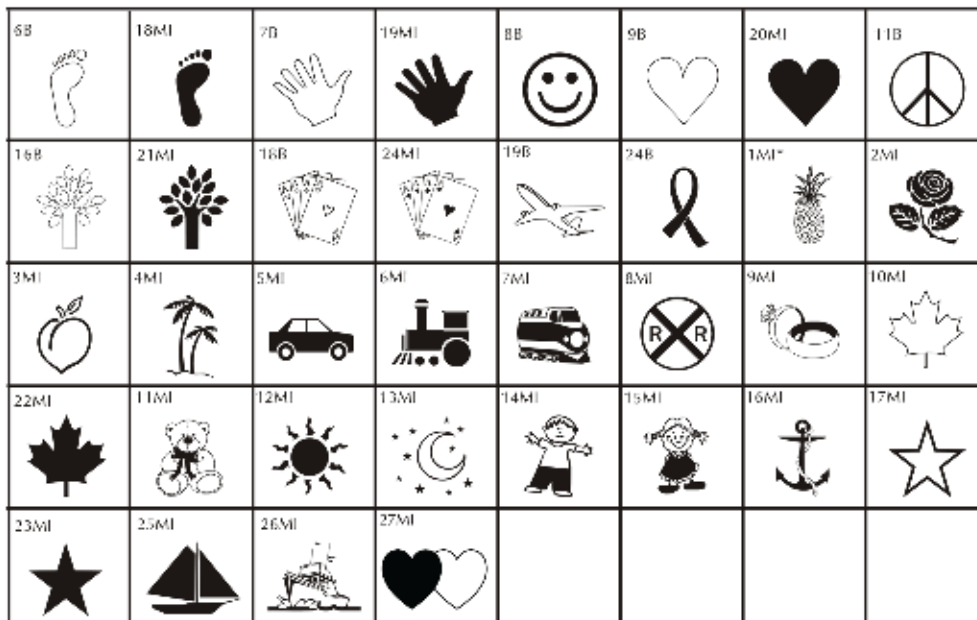 6B 18MI 7B 19MI 8B 9B 20MI 11B
16B 21MI 18B 24MI 19B 24B 1MI* 2MI
3MI 4MI 5MI 6MI 7MI 8MI 9MI 10MI
R R
22MI 11MI 12MI 13MI 14MI 15MI 16MI 17MI
23MI 25MI 26MI 27MI